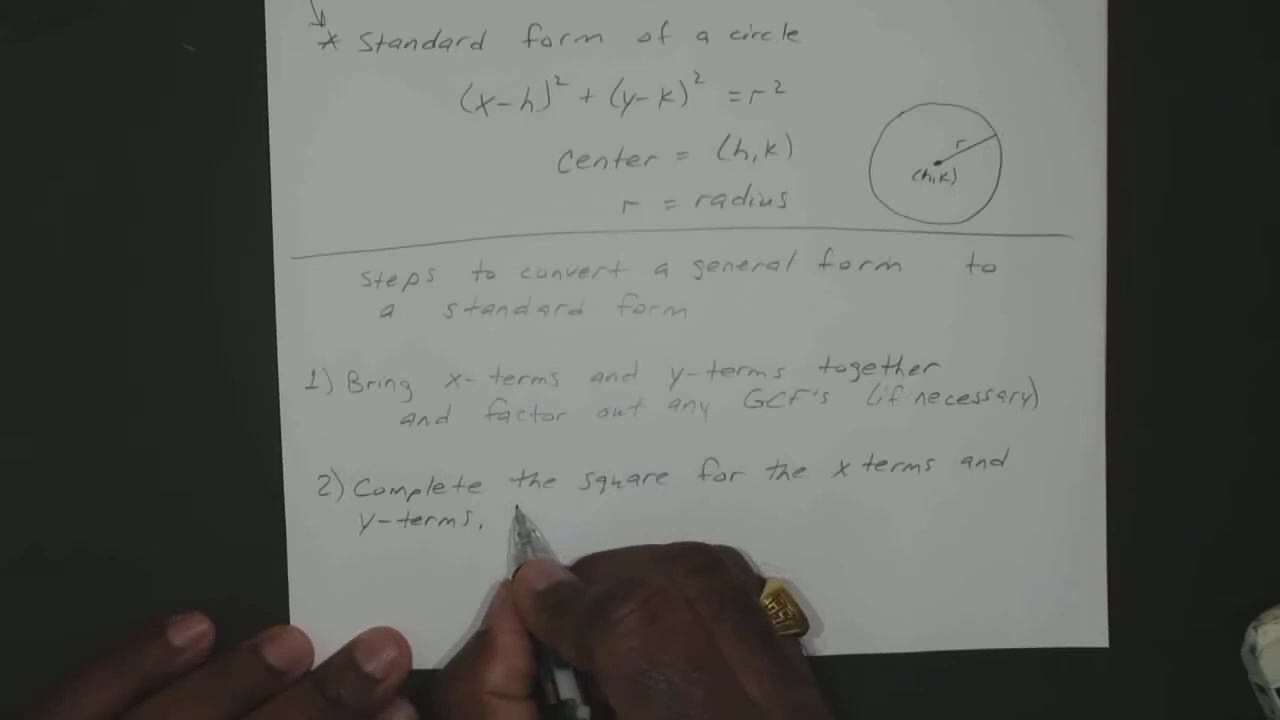 * Standard form of a circle
(x-h)² + (y-k)² = r²
center = (h,k)
r = radius
r
(h,k)
steps to convert a general form to
a standard form
1) Bring x-terms and y-terms together
and factor out any GCF's (if necessary)
2) Complete the square for the x terms and
y-terms,